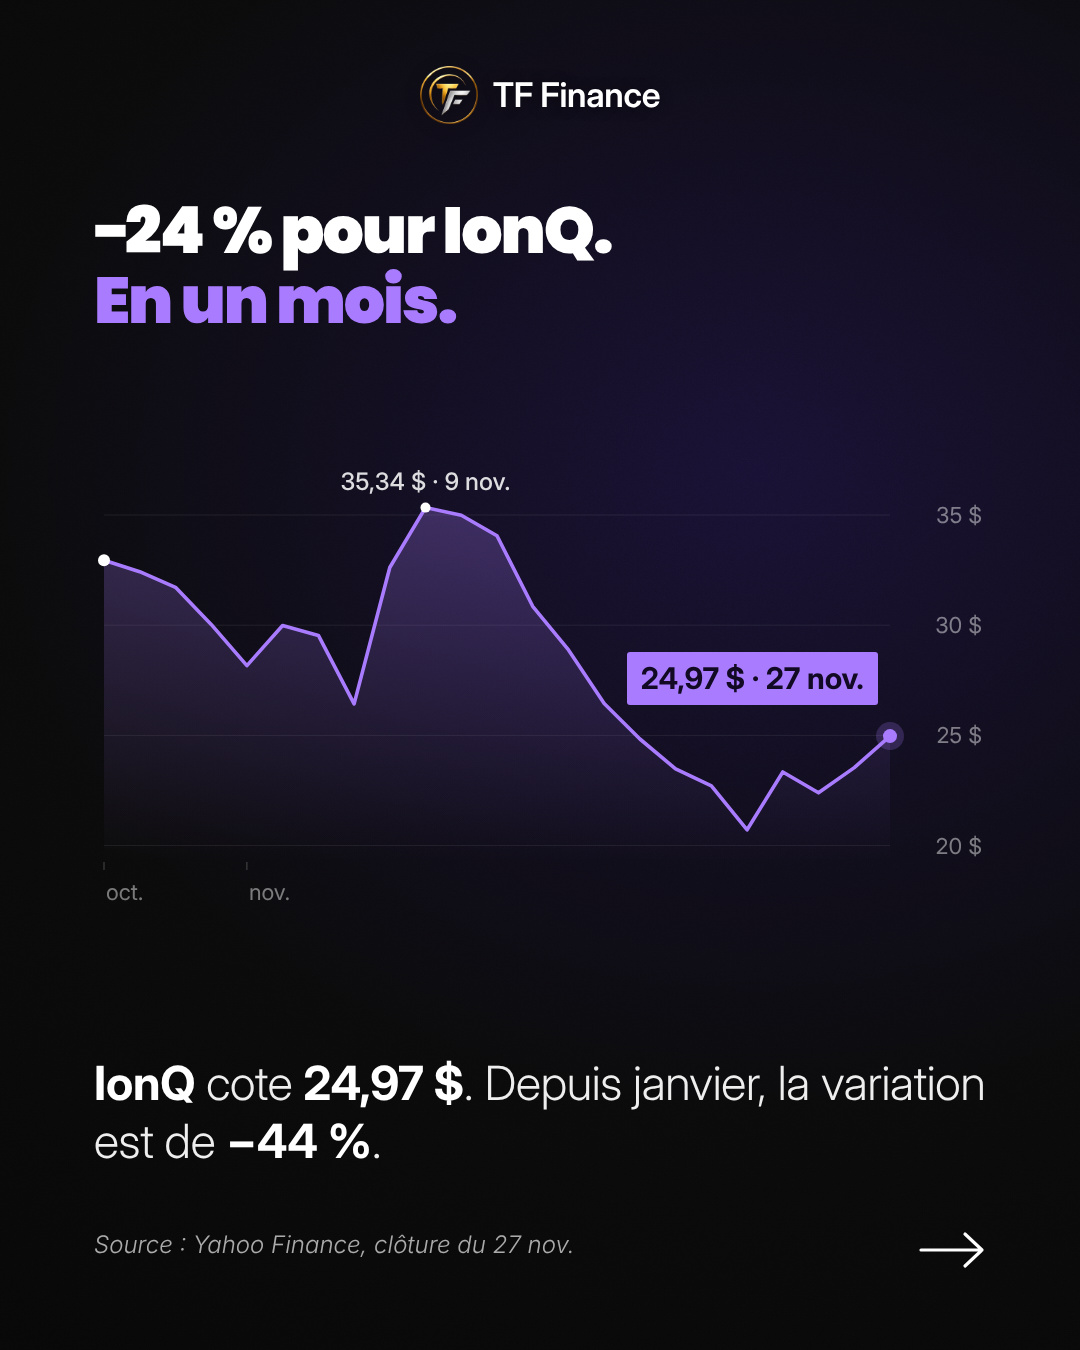 TF
TF Finance
–24 % pour IonQ.
En un mois.
35,34 $ · 9 nov.
35 $
30 $
24,97 $ · 27 nov.
25 $
20 $
oct.
nov.
IonQ cote 24,97 $. Depuis janvier, la variation
est de –44 %.
Source : Yahoo Finance, clôture du 27 nov.